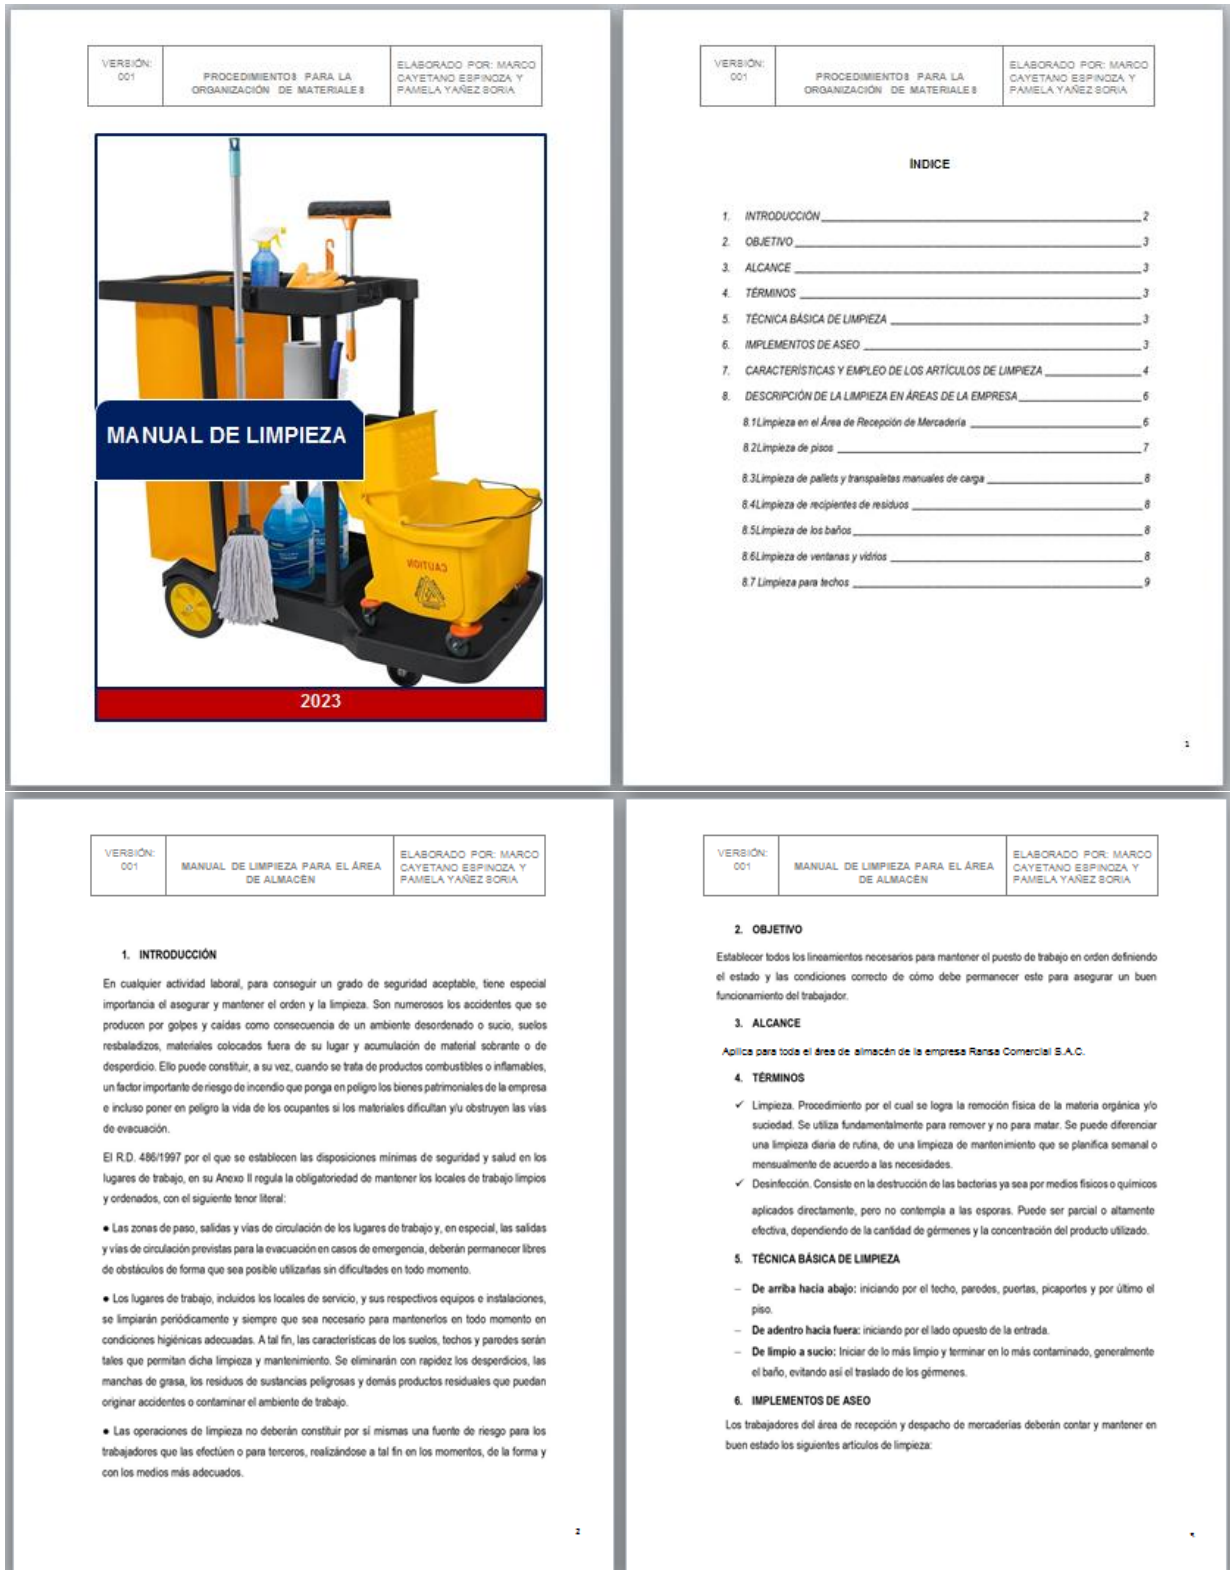 VERSIÓN:
001
PROCEDIMIENTOS PARA LA
ORGANIZACIÓN DE MATERIALES
ELABORADO POR: MARCO
CAYETANO ESPINOZA Y
PAMELA YAÑEZ SORIA
MANUAL DE LIMPIEZA
CAUTION
2023
VERSIÓN:
001
PROCEDIMIENTOS PARA LA
ORGANIZACIÓN DE MATERIALES
ELABORADO POR: MARCO
CAYETANO ESPINOZA Y
PAMELA YAÑEZ SORIA
ÍNDICE
1. INTRODUCCIÓN 2
2. OBJETIVO 3
3. ALCANCE 3
4. TÉRMINOS 3
5. TÉCNICA BÁSICA DE LIMPIEZA 3
6. IMPLEMENTOS DE ASEO 3
7. CARACTERÍSTICAS Y EMPLEO DE LOS ARTÍCULOS DE LIMPIEZA 4
8. DESCRIPCIÓN DE LA LIMPIEZA EN ÁREAS DE LA EMPRESA 6
8.1Limpieza en el Área de Recepción de Mercadería 6
8.2Limpieza de pisos 7
8.3Limpieza de pallets y transpaletas manuales de carga 8
8.4Limpieza de recipientes de residuos 8
8.5Limpieza de los baños 8
8.6Limpieza de ventanas y vidrios 8
8.7 Limpieza para techos 9
1
VERSIÓN:
001
MANUAL DE LIMPIEZA PARA EL ÁREA
DE ALMACÉN
ELABORADO POR: MARCO
CAYETANO ESPINOZA Y
PAMELA YAÑEZ SORIA
1. INTRODUCCIÓN
En cualquier actividad laboral, para conseguir un grado de seguridad aceptable, tiene especial
importancia el asegurar y mantener el orden y la limpieza. Son numerosos los accidentes que se
producen por golpes y caídas como consecuencia de un ambiente desordenado o sucio, suelos
resbaladizos, materiales colocados fuera de su lugar y acumulación de material sobrante o de
desperdicio. Ello puede constituir, a su vez, cuando se trata de productos combustibles o inflamables,
un factor importante de riesgo de incendio que ponga en peligro los bienes patrimoniales de la empresa
e incluso poner en peligro la vida de los ocupantes si los materiales dificultan y/u obstruyen las vías
de evacuación.
El R.D. 486/1997 por el que se establecen las disposiciones mínimas de seguridad y salud en los
lugares de trabajo, en su Anexo II regula la obligatoriedad de mantener los locales de trabajo limpios
y ordenados, con el siguiente tenor literal:
● Las zonas de paso, salidas y vías de circulación de los lugares de trabajo y, en especial, las salidas
y vías de circulación previstas para la evacuación en casos de emergencia, deberán permanecer libres
de obstáculos de forma que sea posible utilizarlas sin dificultades en todo momento.
● Los lugares de trabajo, incluidos los locales de servicio, y sus respectivos equipos e instalaciones,
se limpiarán periódicamente y siempre que sea necesario para mantenerlos en todo momento en
condiciones higiénicas adecuadas. A tal fin, las características de los suelos, techos y paredes serán
tales que permitan dicha limpieza y mantenimiento. Se eliminarán con rapidez los desperdicios, las
manchas de grasa, los residuos de sustancias peligrosas y demás productos residuales que puedan
originar accidentes o contaminar el ambiente de trabajo.
● Las operaciones de limpieza no deberán constituir por sí mismas una fuente de riesgo para los
trabajadores que las efectúen o para terceros, realizándose a tal fin en los momentos, de la forma y
con los medios más adecuados.
2
VERSIÓN:
001
MANUAL DE LIMPIEZA PARA EL ÁREA
DE ALMACÉN
ELABORADO POR: MARCO
CAYETANO ESPINOZA Y
PAMELA YAÑEZ SORIA
2. OBJETIVO
Establecer todos los lineamientos necesarios para mantener el puesto de trabajo en orden definiendo
el estado y las condiciones correcto de cómo debe permanecer este para asegurar un buen
funcionamiento del trabajador.
3. ALCANCE
Aplica para toda el área de almacén de la empresa Ransa Comercial S.A.C.
4. TÉRMINOS
✓ Limpieza. Procedimiento por el cual se logra la remoción física de la materia orgánica y/o
suciedad. Se utiliza fundamentalmente para remover y no para matar. Se puede diferenciar
una limpieza diaria de rutina, de una limpieza de mantenimiento que se planifica semanal o
mensualmente de acuerdo a las necesidades.
✓ Desinfección. Consiste en la destrucción de las bacterias ya sea por medios físicos o químicos
aplicados directamente, pero no contempla a las esporas. Puede ser parcial o altamente
efectiva, dependiendo de la cantidad de gérmenes y la concentración del producto utilizado.
5. TÉCNICA BÁSICA DE LIMPIEZA
– De arriba hacia abajo: iniciando por el techo, paredes, puertas, picaportes y por último el
piso.
– De adentro hacia fuera: iniciando por el lado opuesto de la entrada.
– De limpio a sucio: Iniciar de lo más limpio y terminar en lo más contaminado, generalmente
el baño, evitando así el traslado de los gérmenes.
6. IMPLEMENTOS DE ASEO
Los trabajadores del área de recepción y despacho de mercaderías deberán contar y mantener en
buen estado los siguientes artículos de limpieza: